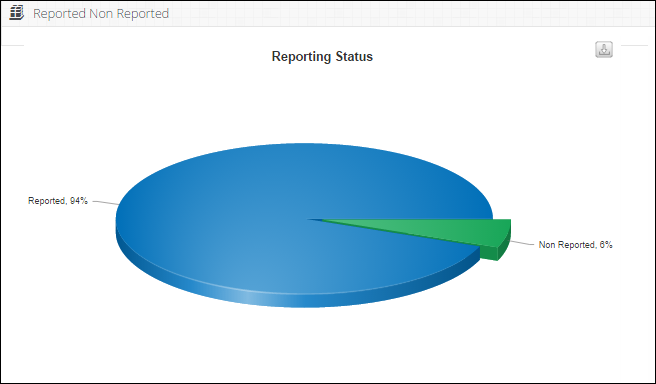 Reported Non Reported
Reporting Status
Reported, 94%
Non Reported, 6%